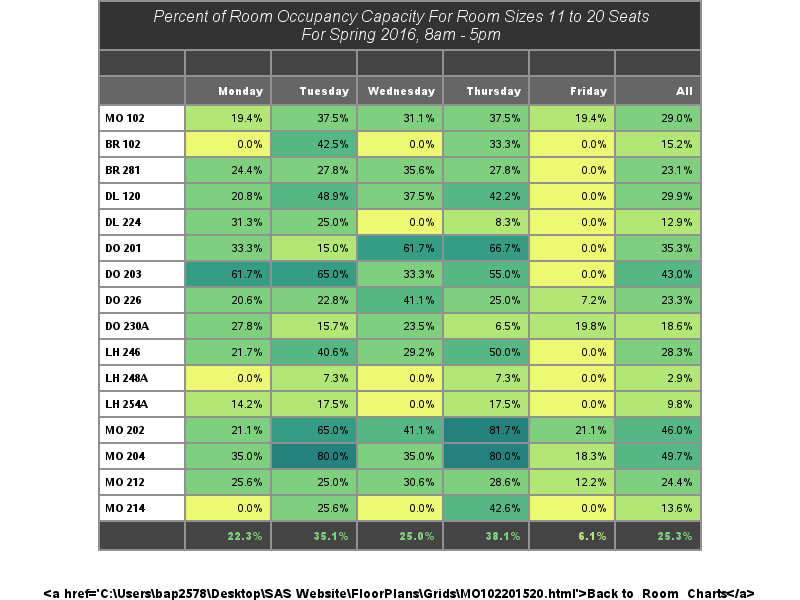 Percent of Room Occupancy Capacity For Room Sizes 11 to 20 Seats
For Spring 2016, 8am - 5pm
Monday Tuesday Wednesday Thursday Friday All
MO 102 19.4% 37.5% 31.1% 37.5% 19.4% 29.0%
BR 102 0.0% 42.5% 0.0% 33.3% 0.0% 15.2%
BR 281 24.4% 27.8% 35.6% 27.8% 0.0% 23.1%
DL 120 20.8% 48.9% 37.5% 42.2% 0.0% 29.9%
DL 224 31.3% 25.0% 0.0% 8.3% 0.0% 12.9%
DO 201 33.3% 15.0% 61.7% 66.7% 0.0% 35.3%
DO 203 61.7% 65.0% 33.3% 55.0% 0.0% 43.0%
DO 226 20.6% 22.8% 41.1% 25.0% 7.2% 23.3%
DO 230A 27.8% 15.7% 23.5% 6.5% 19.8% 18.6%
LH 246 21.7% 40.6% 29.2% 50.0% 0.0% 28.3%
LH 248A 0.0% 7.3% 0.0% 7.3% 0.0% 2.9%
LH 254A 14.2% 17.5% 0.0% 17.5% 0.0% 9.8%
MO 202 21.1% 65.0% 41.1% 81.7% 21.1% 46.0%
MO 204 35.0% 80.0% 35.0% 80.0% 18.3% 49.7%
MO 212 25.6% 25.0% 30.6% 28.6% 12.2% 24.4%
MO 214 0.0% 25.6% 0.0% 42.6% 0.0% 13.6%
22.3% 35.1% 25.0% 38.1% 6.1% 25.3%
<a href='C:\Users\bap2578\Desktop\SAS Website\FloorPlans\Grids\MO102201520.html'>Back to Room Charts</a>